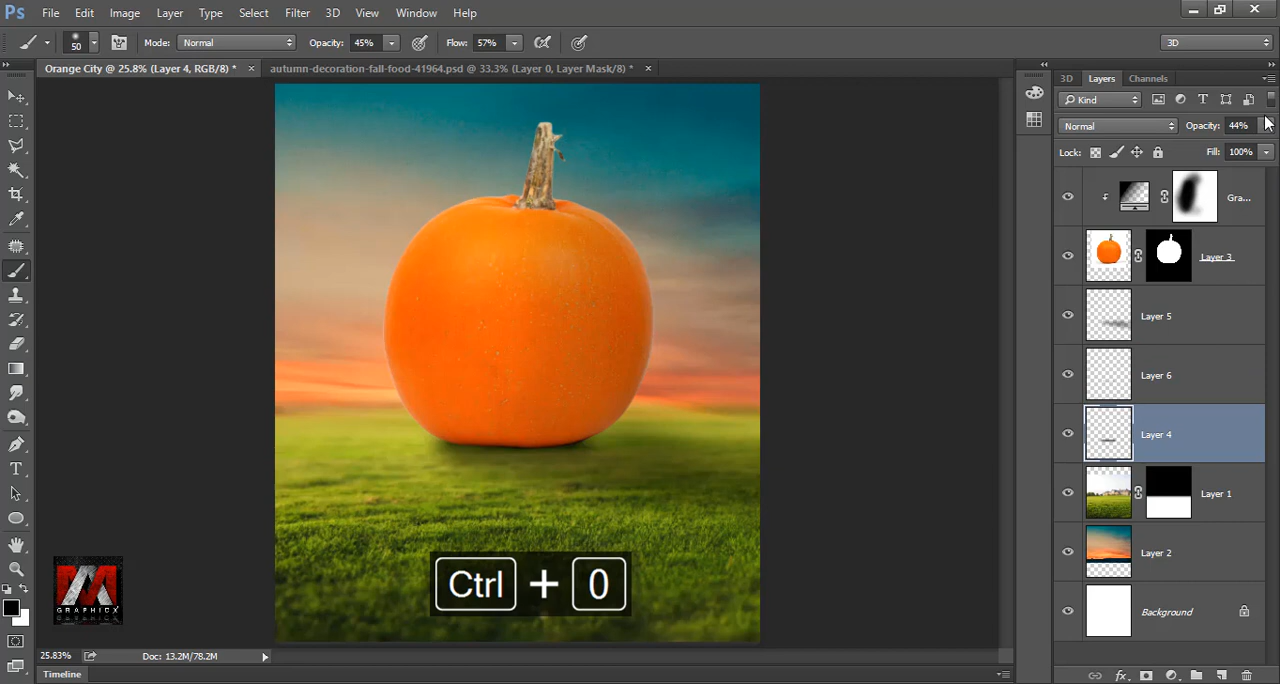 Ps File Edit Image Layer Type Select Filter 3D View Window Help
50 Mode: Normal Opacity: 45% Flow: 57% 3D
Orange City @ 25.8% (Layer 4, RGB/8) * × autumn-decoration-fall-food-41964.psd @ 33.3% (Layer 0, Layer Mask/8) * ×
3D Layers Channels
Kind
Normal Opacity: 44%
Lock: Fill: 100%
Gra...
Layer 3
Layer 5
Layer 6
Layer 4
Layer 1
Layer 2
Background
Ctrl + 0
GRAPHICX
25.83% Doc: 13.2M/78.2M
Timeline